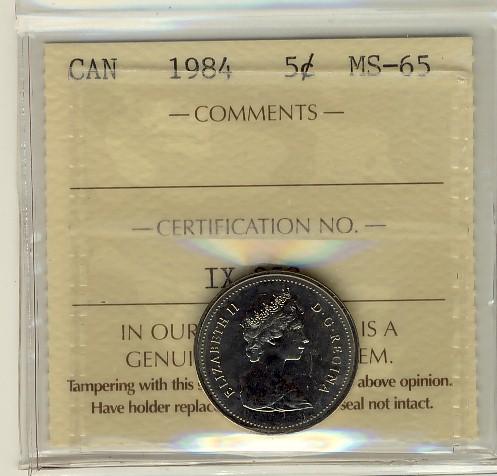 CAN 1984 5¢ MS-65
— COMMENTS —
— CERTIFICATION NO. —
IX
IN OUR IS A
GENUI EM.
Tampering with this above opinion.
Have holder replac seal not intact.
ELIZABETH II D·G·REGINA